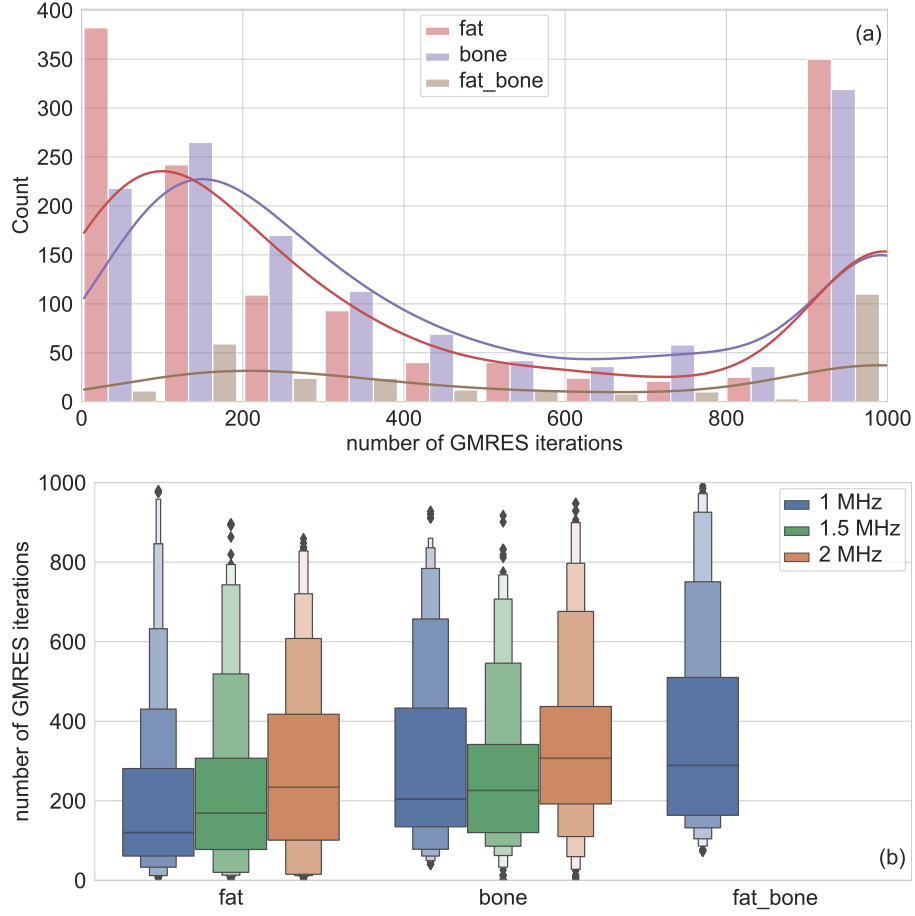 400
(a)
fat
350
bone
300
fat_bone
250
Count
200
150
100
50
0
0 200 400 600 800 1000
number of GMRES iterations
1000
1 MHz
1.5 MHz
800
2 MHz
number of GMRES iterations
600
400
200
0
(b)
fat bone fat_bone